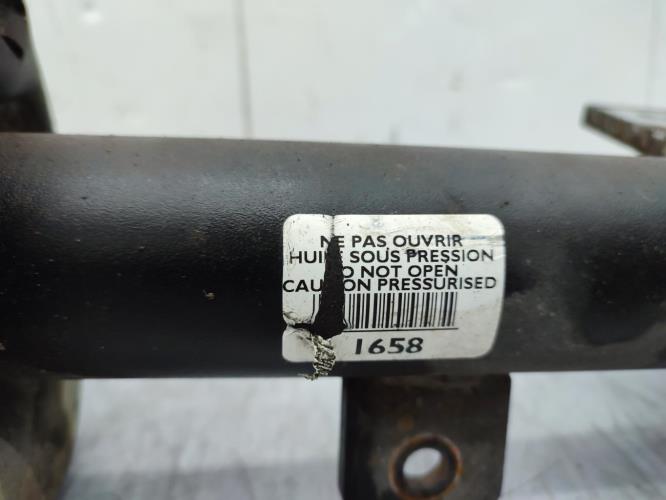 NE PAS OUVRIR
HUILE SOUS PRESSION
DO NOT OPEN
CAUTION PRESSURISED
1658